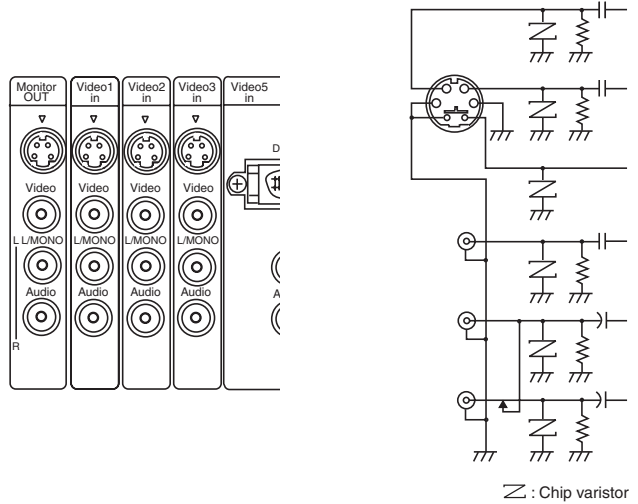 Monitor OUT
Video1 in
Video2 in
Video3 in
Video5 in
D
Video Video Video Video
L L/MONO L/MONO L/MONO L/MONO
Audio Audio Audio Audio A
R
: Chip varistor